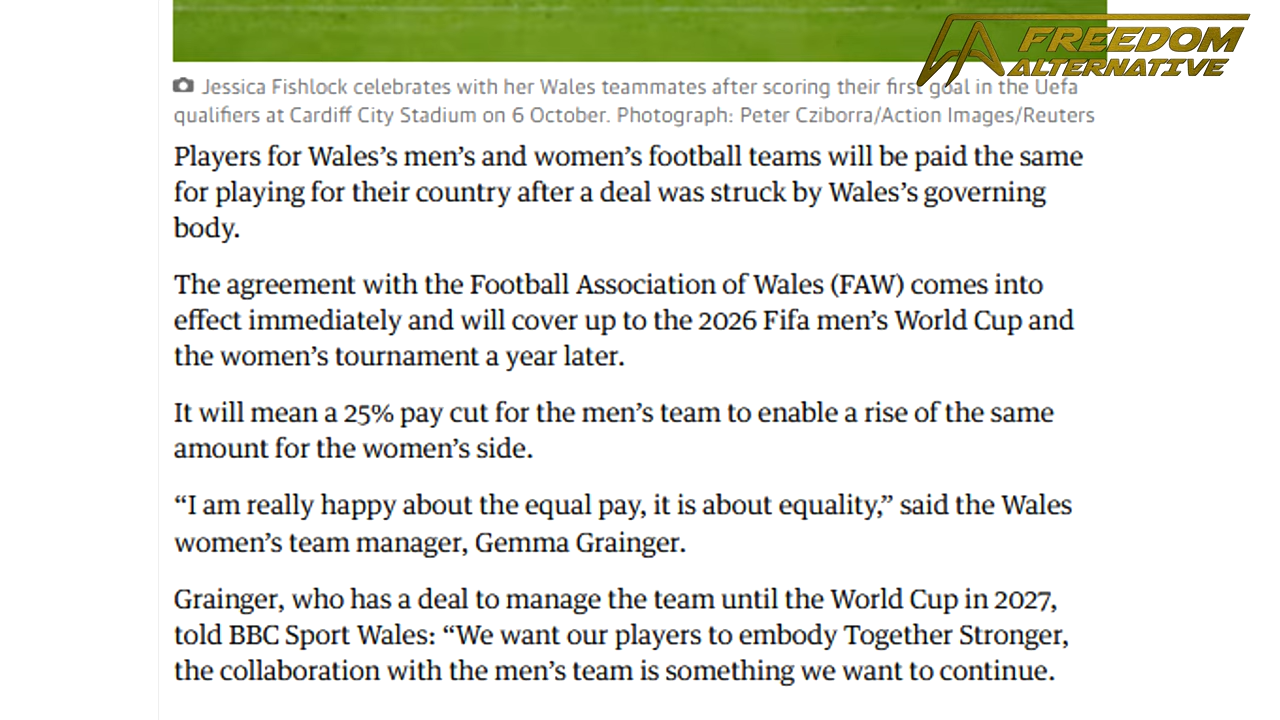 FREEDOM
ALTERNATIVE
Jessica Fishlock celebrates with her Wales teammates after scoring their first goal in the Uefa
qualifiers at Cardiff City Stadium on 6 October. Photograph: Peter Cziborra/Action Images/Reuters
Players for Wales’s men’s and women’s football teams will be paid the same
for playing for their country after a deal was struck by Wales’s governing
body.
The agreement with the Football Association of Wales (FAW) comes into
effect immediately and will cover up to the 2026 Fifa men’s World Cup and
the women’s tournament a year later.
It will mean a 25% pay cut for the men’s team to enable a rise of the same
amount for the women’s side.
“I am really happy about the equal pay, it is about equality,” said the Wales
women’s team manager, Gemma Grainger.
Grainger, who has a deal to manage the team until the World Cup in 2027,
told BBC Sport Wales: “We want our players to embody Together Stronger,
the collaboration with the men’s team is something we want to continue.